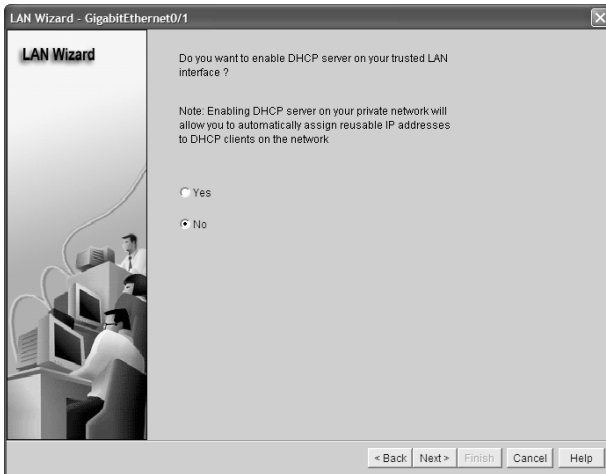 LAN Wizard - GigabitEthernet0/1
LAN Wizard
Do you want to enable DHCP server on your trusted LAN
interface ?
Note: Enabling DHCP server on your private network will
allow you to automatically assign reusable IP addresses
to DHCP clients on the network
Yes
No
< Back Next > Finish Cancel Help